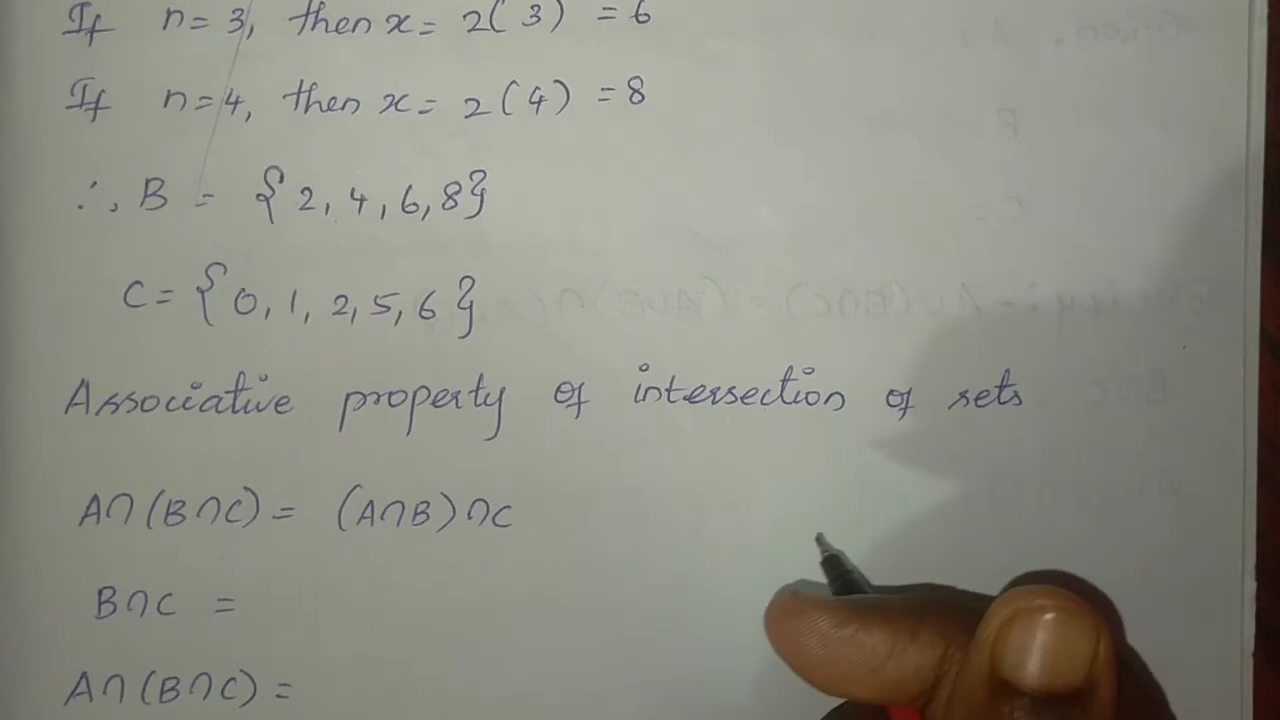 If n = 3, then x = 2( 3 ) = 6
If n = 4, then x = 2 ( 4 ) = 8
∴, B = { 2, 4, 6, 8 }
C = { 0, 1, 2, 5, 6 }
Associative property of intersection of sets
A∩(B∩C) = (A∩B)∩C
B∩C =
A∩(B∩C) =